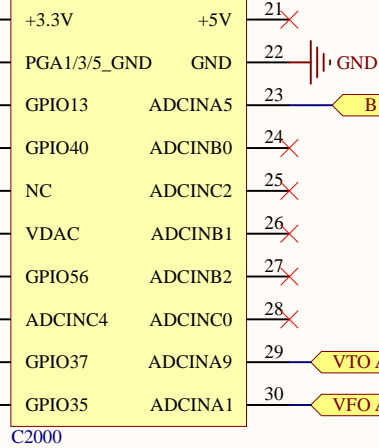 +3.3V +5V 21
PGA1/3/5_GND GND 22 GND
GPIO13 ADCINA5 23 B
GPIO40 ADCINB0 24
NC ADCINC2 25
VDAC ADCINB1 26
GPIO56 ADCINB2 27
ADCINC4 ADCINC0 28
GPIO37 ADCINA9 29 VTO A
GPIO35 ADCINA1 30 VFO A
C2000